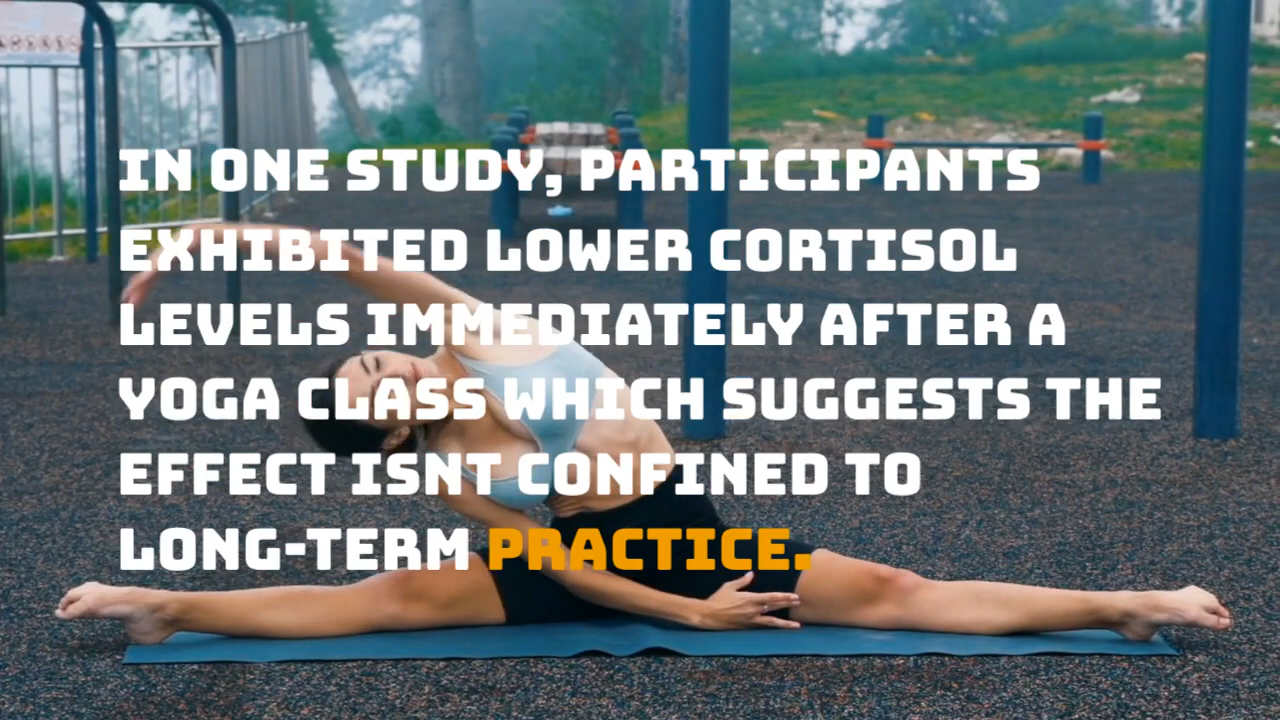 IN ONE STUDY, PARTICIPANTS
EXHIBITED LOWER CORTISOL
LEVELS IMMEDIATELY AFTER A
YOGA CLASS WHICH SUGGESTS THE
EFFECT ISNT CONFINED TO
LONG-TERM PRACTICE.